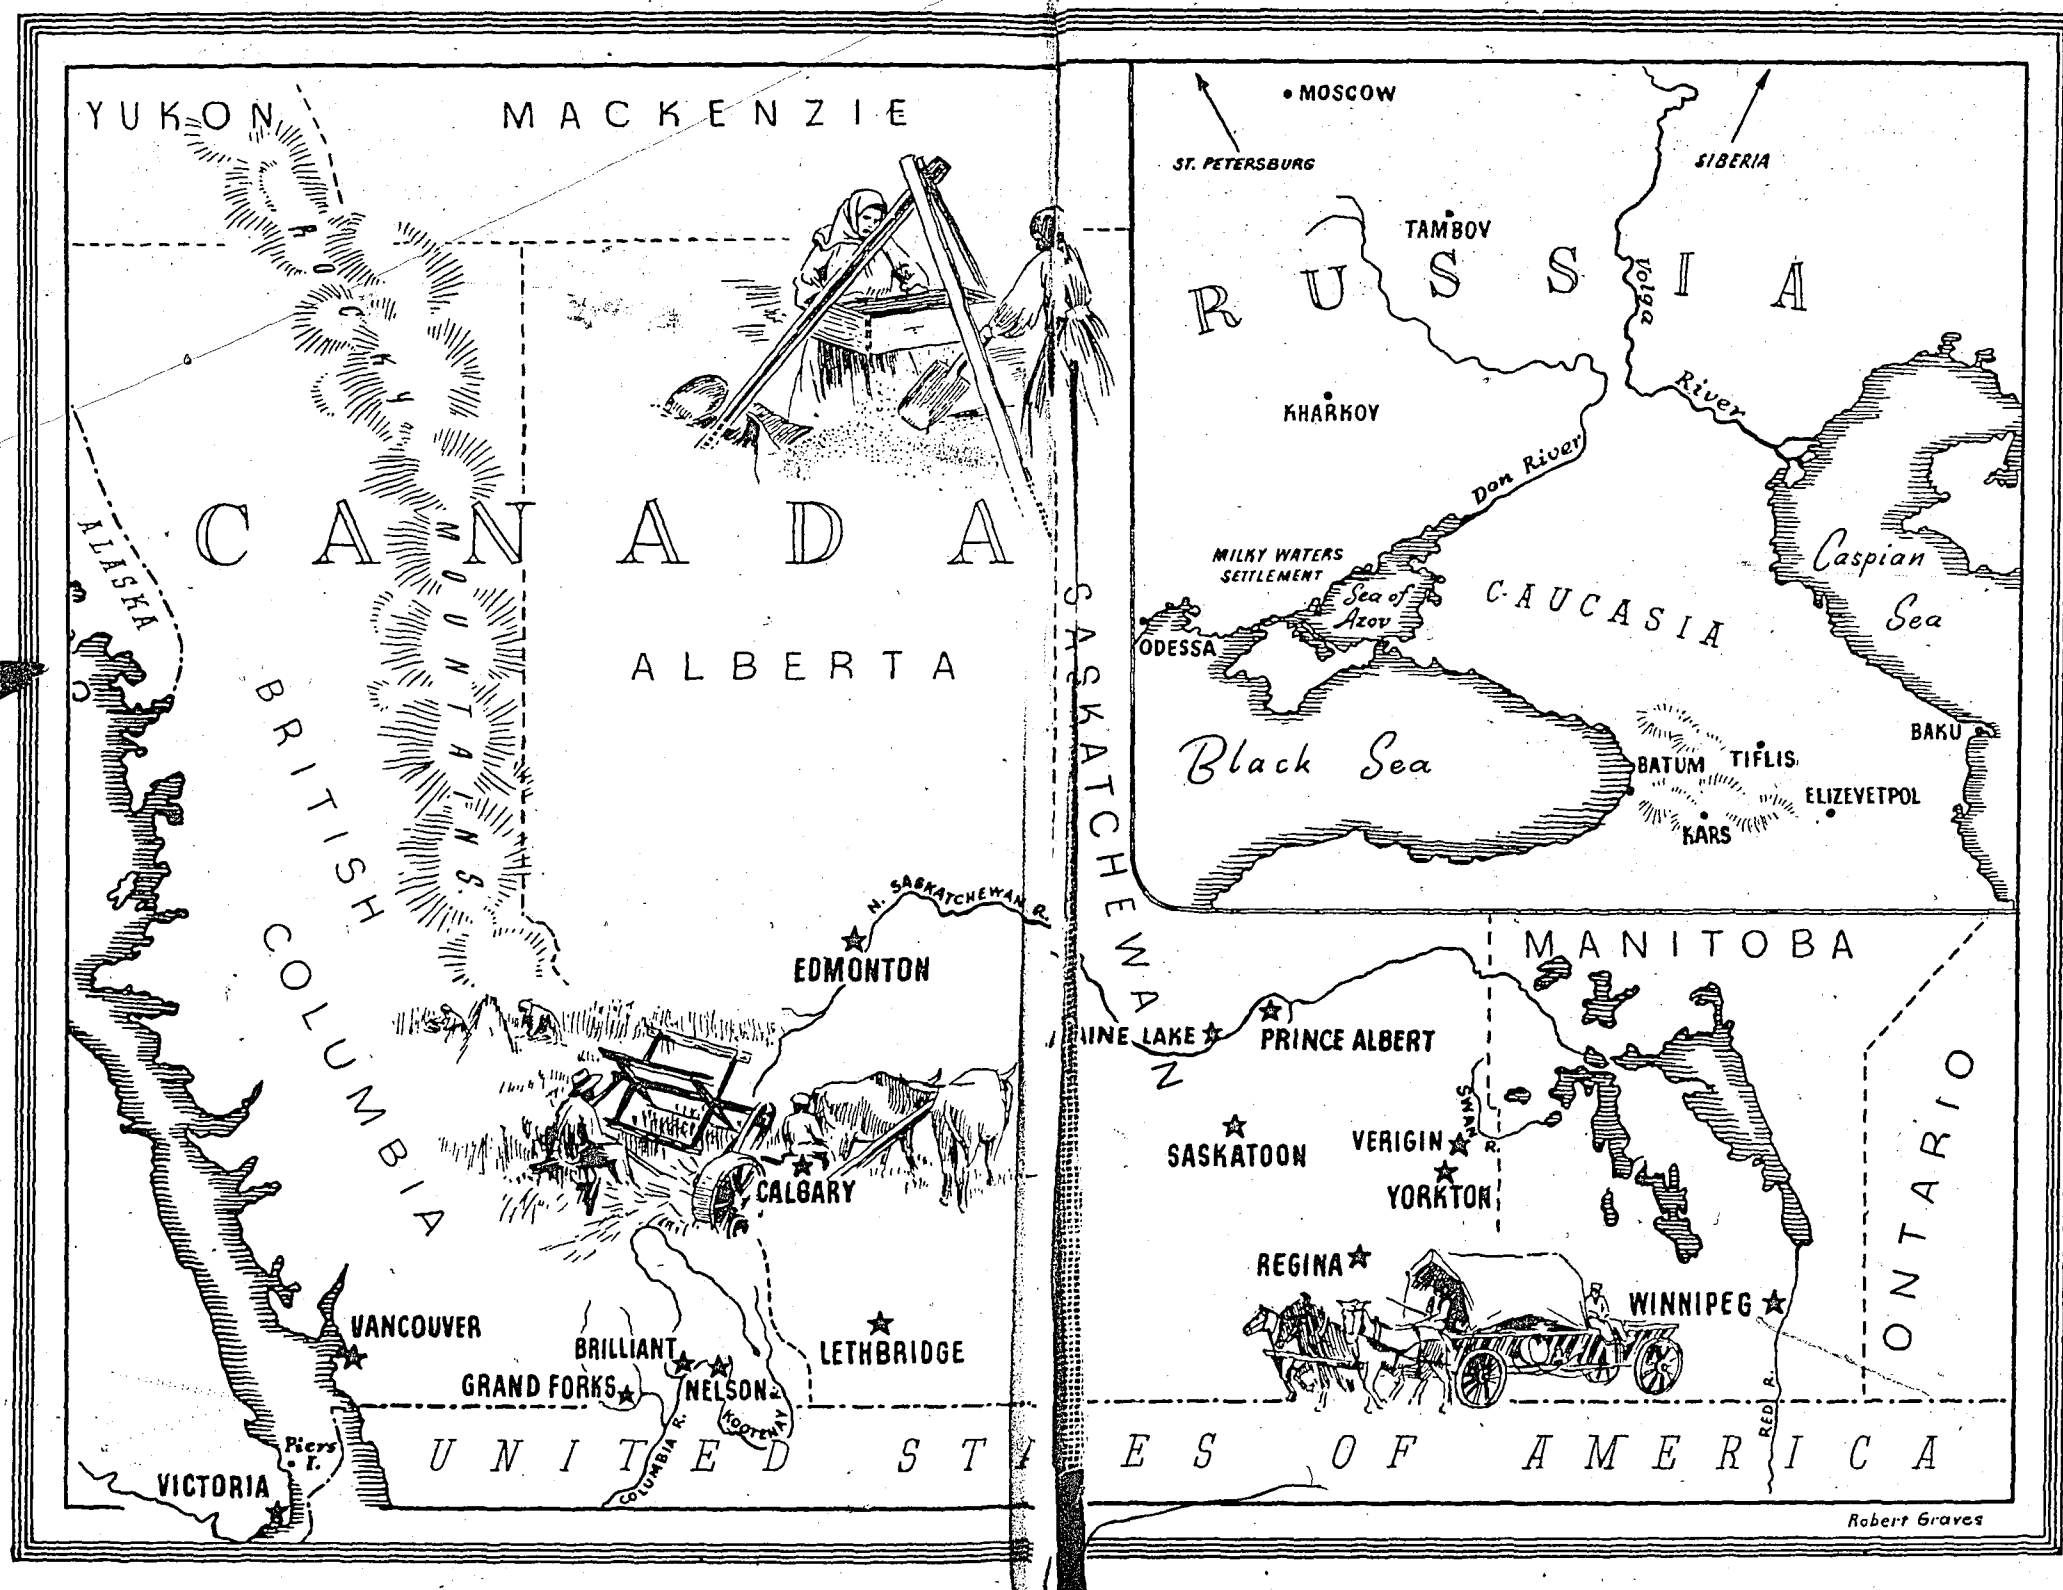 YUKON
MACKENZIE
ROCKY MOUNTAINS
CANADA
ALASKA
ALBERTA
BRITISH COLUMBIA
SASKATCHEWAN
N. SASKATCHEWAN R.
EDMONTON
CALGARY
VANCOUVER
BRILLIANT
LETHBRIDGE
GRAND FORKS
NELSON
KOOTENAY R.
COLUMBIA R.
Piers I.
VICTORIA
MOSCOW
ST. PETERSBURG
SIBERIA
TAMBOV
RUSSIA
Volga River
KHARKOV
Don River
MILKY WATERS
SETTLEMENT
Sea of
Azov
CAUCASIA
Caspian
Sea
ODESSA
Black Sea
BAKU
BATUM
TIFLIS
ELIZEVETPOL
KARS
MANITOBA
AINE LAKE
PRINCE ALBERT
SWAN R.
SASKATOON
VERIGIN
YORKTON
ONTARIO
REGINA
WINNIPEG
RED R.
UNITED STATES OF AMERICA
Robert Graves